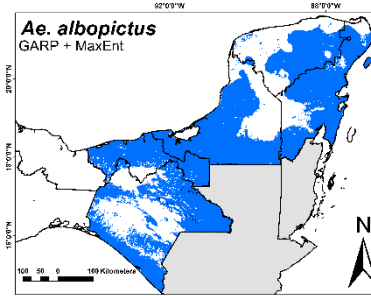 92°0'0"W 88°0'0"W
Ae. albopictus
GARP + MaxEnt
20°0'0"N
18°0'0"N
16°0'0"N
N
100 50 0 100 Kilometers